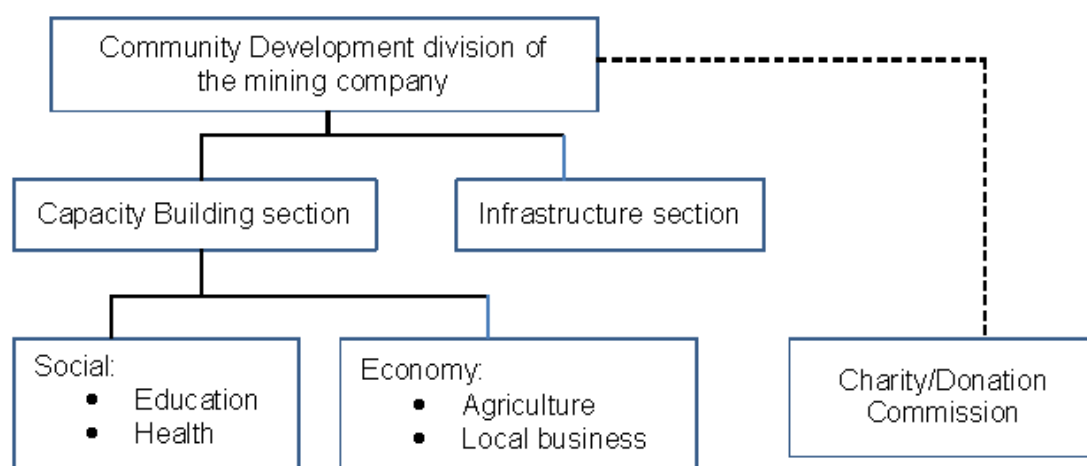 Community Development division of
the mining company
Capacity Building section
Infrastructure section
Social:
• Education
• Health
Economy:
• Agriculture
• Local business
Charity/Donation
Commission